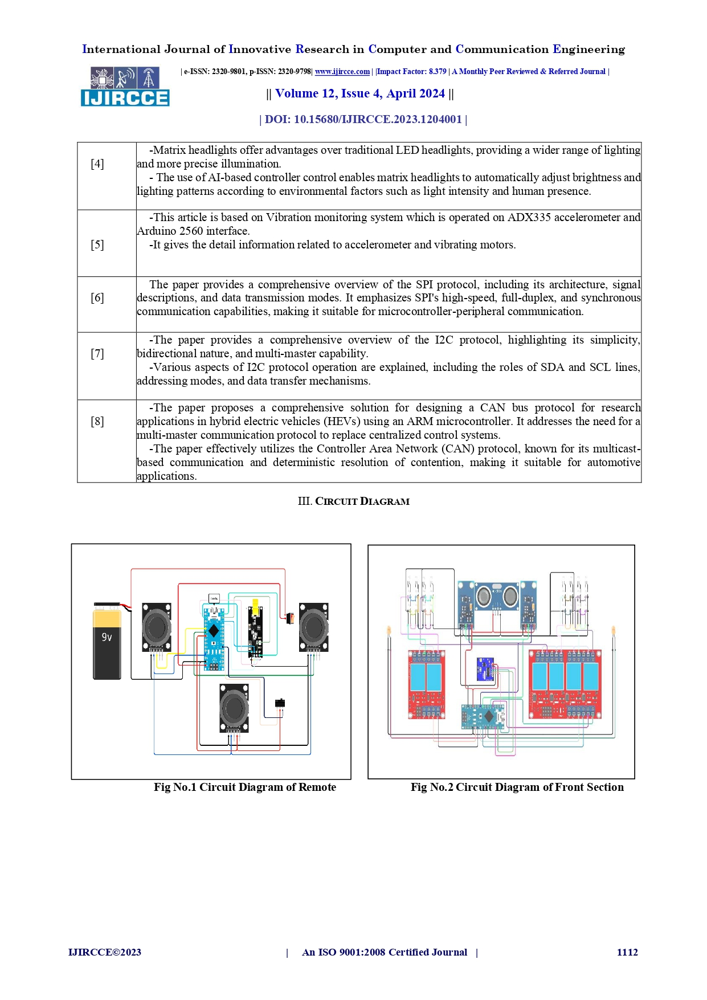 International Journal of Innovative Research in Computer and Communication Engineering
| e-ISSN: 2320-9801, p-ISSN: 2320-9798| www.ijircce.com | |Impact Factor: 8.379 | A Monthly Peer Reviewed & Referred Journal |
IJIRCCE
|| Volume 12, Issue 4, April 2024 ||
| DOI: 10.15680/IJIRCCE.2023.1204001 |
-Matrix headlights offer advantages over traditional LED headlights, providing a wider range of lighting
[4]
and more precise illumination.
- The use of AI-based controller control enables matrix headlights to automatically adjust brightness and
lighting patterns according to environmental factors such as light intensity and human presence.
-This article is based on Vibration monitoring system which is operated on ADX335 accelerometer and
Arduino 2560 interface.
[5]
-It gives the detail information related to accelerometer and vibrating motors.
The paper provides a comprehensive overview of the SPI protocol, including its architecture, signal
[6]
descriptions, and data transmission modes. It emphasizes SPI's high-speed, full-duplex, and synchronous
communication capabilities, making it suitable for microcontroller-peripheral communication.
-The paper provides a comprehensive overview of the I2C protocol, highlighting its simplicity,
[7]
bidirectional nature, and multi-master capability.
-Various aspects of I2C protocol operation are explained, including the roles of SDA and SCL lines,
addressing modes, and data transfer mechanisms.
-The paper proposes a comprehensive solution for designing a CAN bus protocol for research
[8]
applications in hybrid electric vehicles (HEVs) using an ARM microcontroller. It addresses the need for a
multi-master communication protocol to replace centralized control systems.
-The paper effectively utilizes the Controller Area Network (CAN) protocol, known for its multicast-
based communication and deterministic resolution of contention, making it suitable for automotive
applications.
III. CIRCUIT DIAGRAM
9v
Fig No.1 Circuit Diagram of Remote
Fig No.2 Circuit Diagram of Front Section
IJIRCCE©2023 | An ISO 9001:2008 Certified Journal | 1112